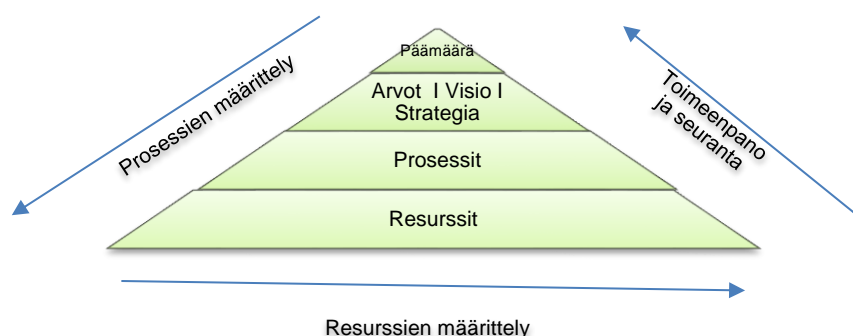 Päämäärä
Prosessien määrittely
Toimeenpano
ja seuranta
Arvot I Visio I
Strategia
Prosessit
Resurssit
Resurssien määrittely